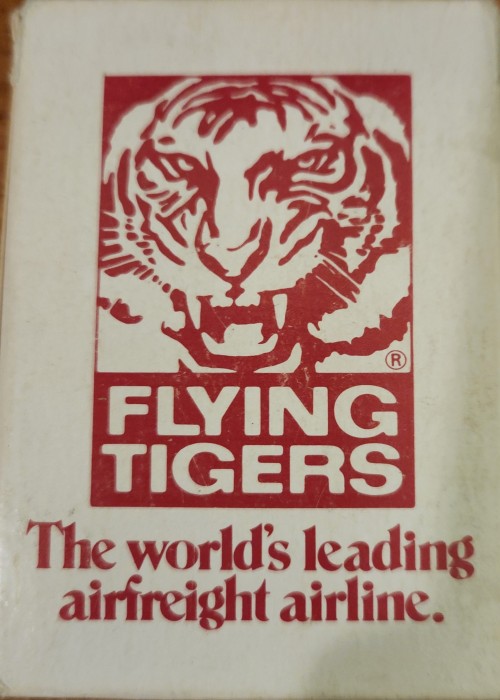 ®
FLYING
TIGERS
The world's leading
airfreight airline.